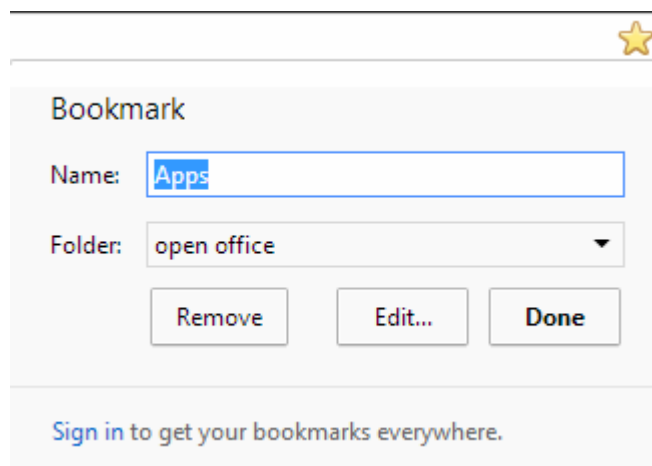 Bookmark
Name: Apps
Folder: open office
Remove Edit... Done
Sign in to get your bookmarks everywhere.